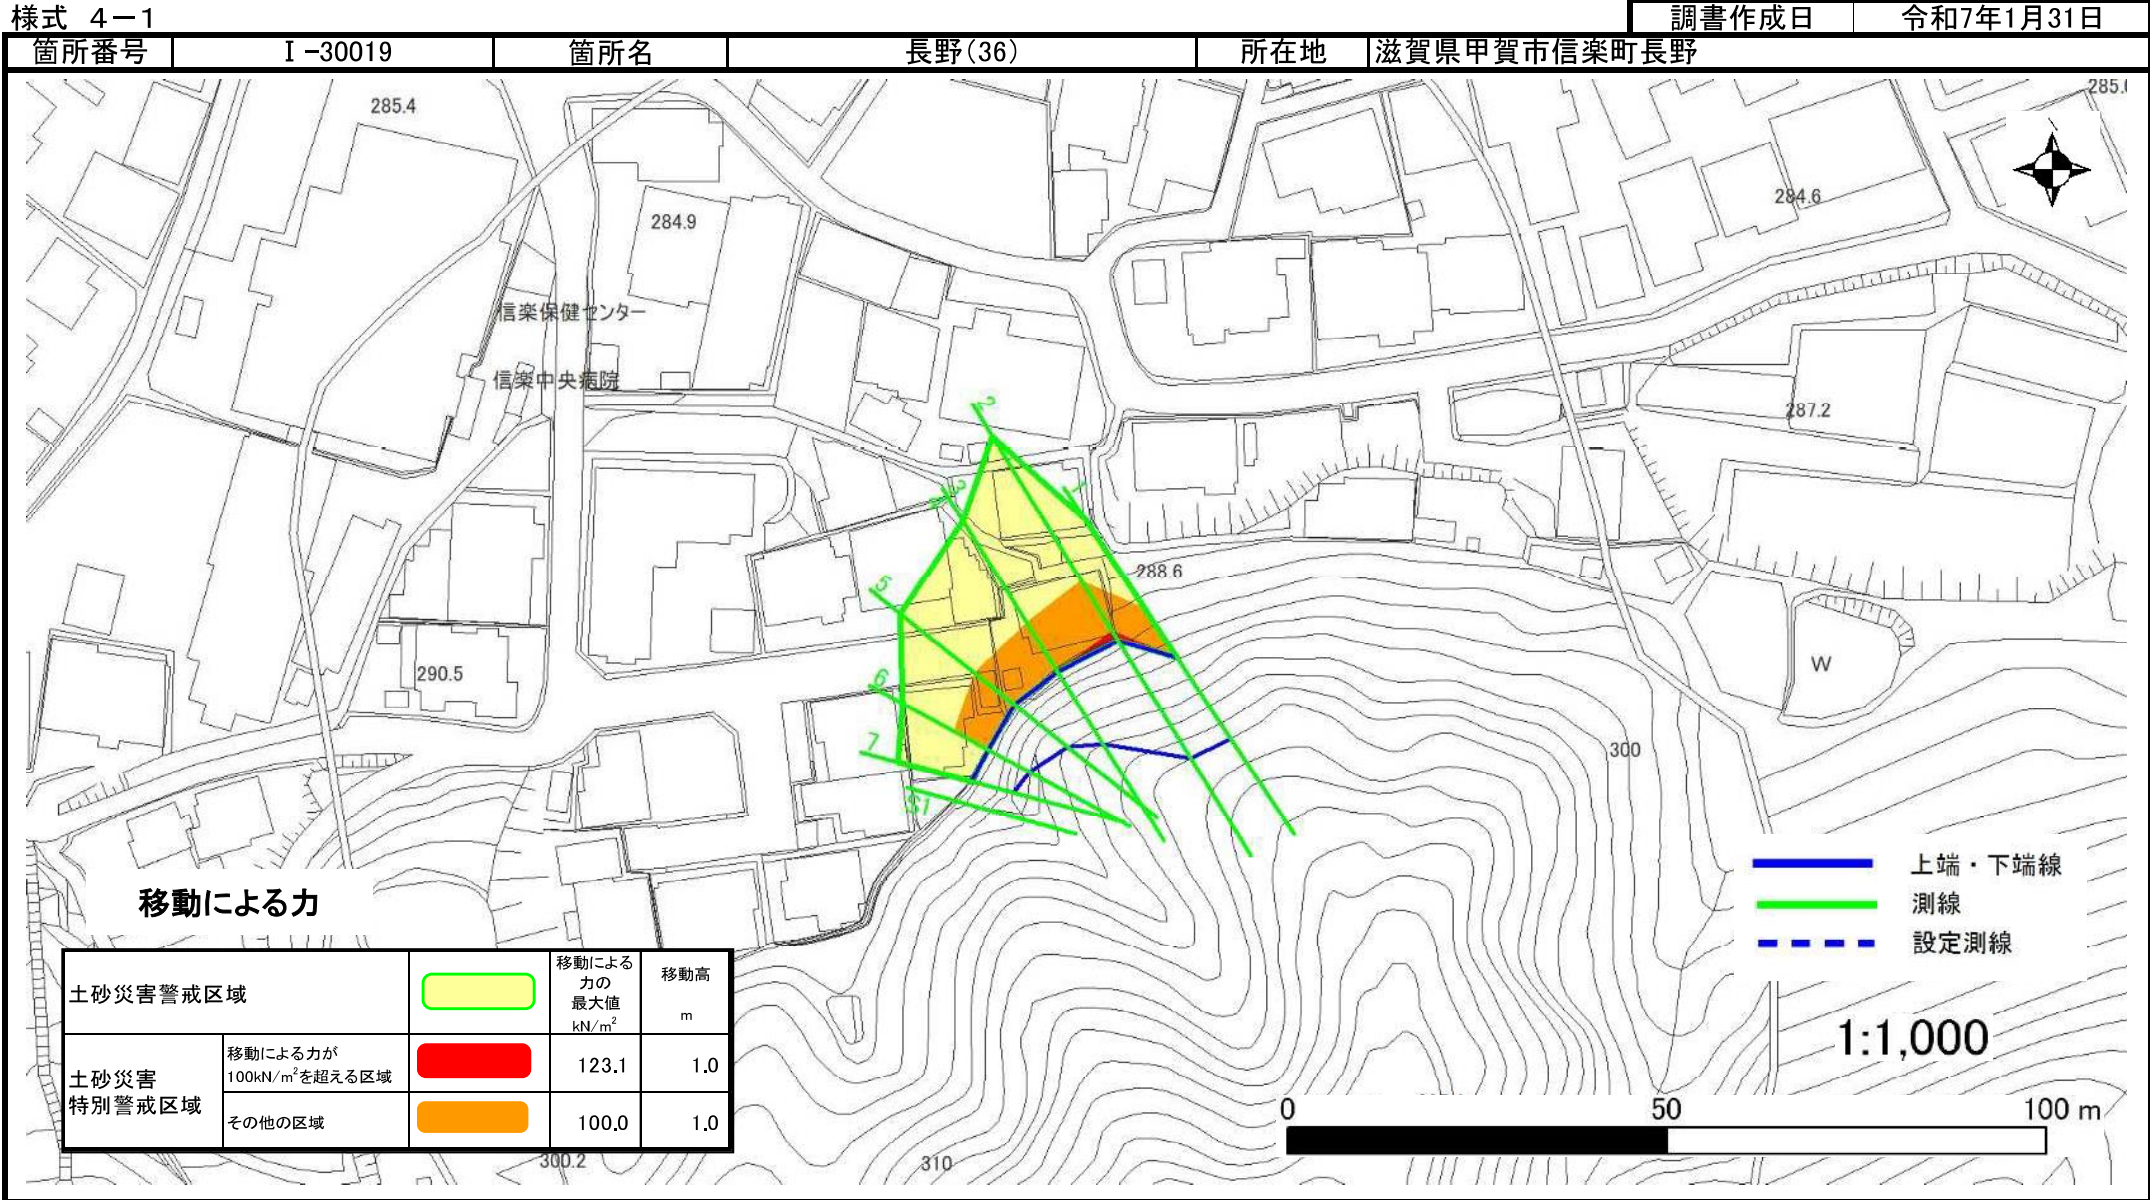 様式 4－1
調書作成日 令和7年1月31日
箇所番号 Ⅰ-30019 箇所名 長野(36) 所在地 滋賀県甲賀市信楽町長野
285.4
284.9
284.6
信楽保健センター
信楽中央病院
287.2
288.6
290.5
300
300.2
310
W
2
1
3
5
6
7
S1
上端・下端線
測線
設定測線
1:1,000
0 50 100 m
移動による力
土砂災害警戒区域
移動による
力の
最大値
kN/m²
移動高
m
土砂災害
特別警戒区域
移動による力が
100kN/m²を超える区域
123.1 1.0
その他の区域
100.0 1.0